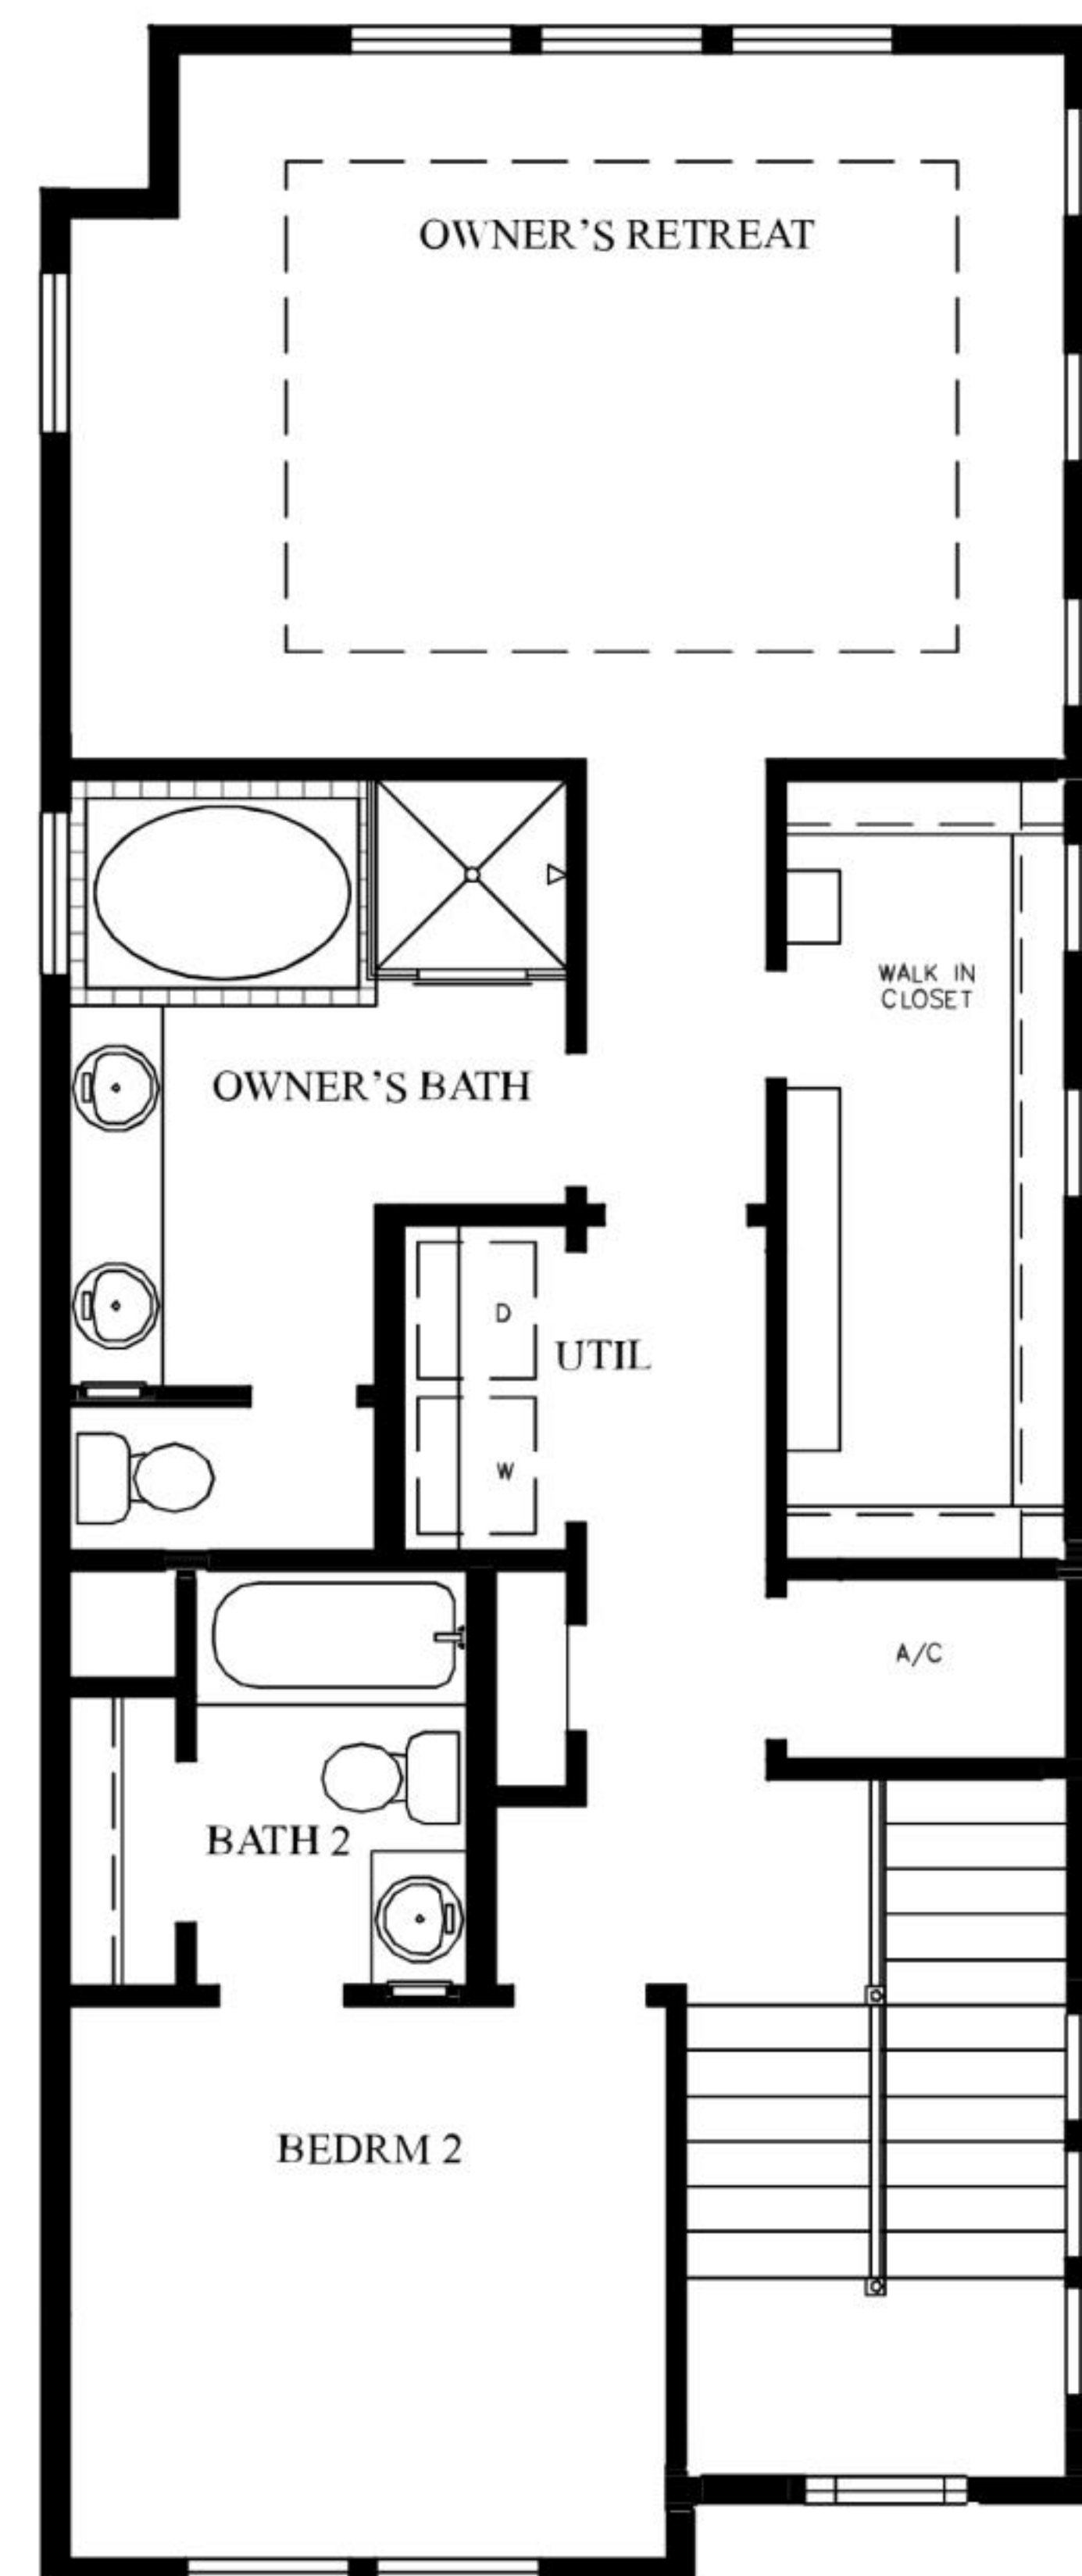 OWNER'S RETREAT
WALK IN
CLOSET
OWNER'S BATH
D
UTIL
W
A/C
BATH 2
BEDRM 2